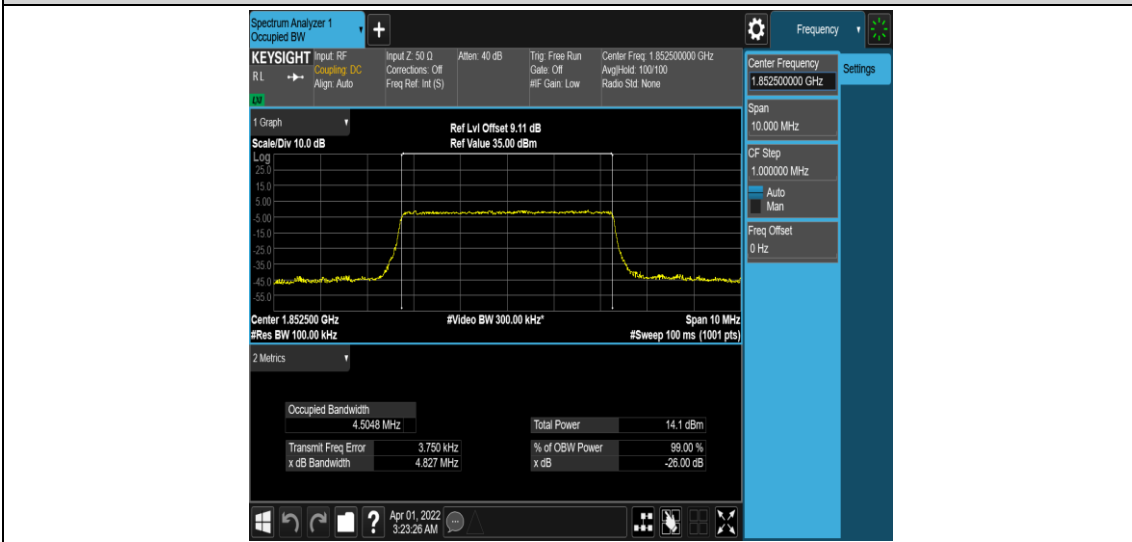 Spectrum Analyzer 1
Occupied BW
+
Frequency
KEYSIGHT
RL
LXI
Input: RF
Coupling: DC
Align: Auto
Input Z: 50 Ω
Corrections: Off
Freq Ref: Int (S)
Atten: 40 dB
Trig: Free Run
Gate: Off
#IF Gain: Low
Center Freq: 1.852500000 GHz
Avg|Hold: 100/100
Radio Std: None
Center Frequency
1.852500000 GHz
Settings
Span
10.000 MHz
CF Step
1.000000 MHz
Auto
Man
Freq Offset
0 Hz
1 Graph
Scale/Div 10.0 dB
Ref Lvl Offset 9.11 dB
Ref Value 35.00 dBm
Log
25.0
15.0
5.00
-5.00
-15.0
-25.0
-35.0
-45.0
-55.0
Center 1.852500 GHz
#Video BW 300.00 kHz*
Span 10 MHz
#Res BW 100.00 kHz
#Sweep 100 ms (1001 pts)
2 Metrics
Occupied Bandwidth
4.5048 MHz
Total Power 14.1 dBm
Transmit Freq Error 3.750 kHz
% of OBW Power 99.00 %
x dB Bandwidth 4.827 MHz
x dB -26.00 dB
?
Apr 01, 2022
3:23:26 AM